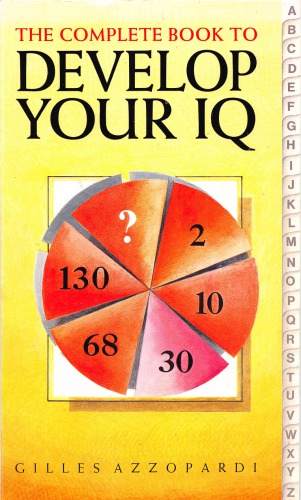 THE COMPLETE BOOK TO
DEVELOP
YOUR IQ
?
2
130
10
68
30
GILLES AZZOPARDI
A
B
C
D
E
F
G
H
I
J
K
L
M
N
O
P
Q
R
S
T
U
V
W
X
Y
Z